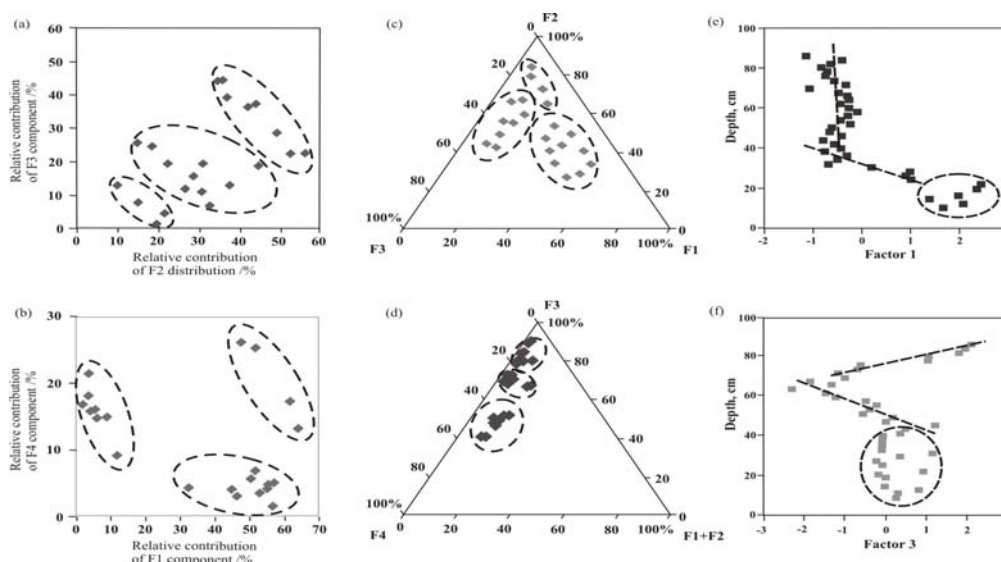 (a)
60
50
40
30
20
10
0
0 10 20 30 40 50 60
Relative contribution
of F3 component /%
Relative contribution
of F2 distribution /%
(c)
F2
0 100%
20 80
40 60
60 40
80 20
100% 0
0 20 40 60 80 100%
F3 F1
(e)
100
80
60
40
20
0
-2 -1 0 1 2
Depth, cm
Factor 1
(b)
30
20
10
0
0 10 20 30 40 50 60 70
Relative contribution
of F4 component /%
Relative contribution
of F1 component /%
(d)
F3
0 100%
20 80
40 60
60 40
80 20
100% 0
0 20 40 60 80 100%
F4 F1+F2
(f)
100
80
60
40
20
0
-3 -2 -1 0 1 2
Depth, cm
Factor 3